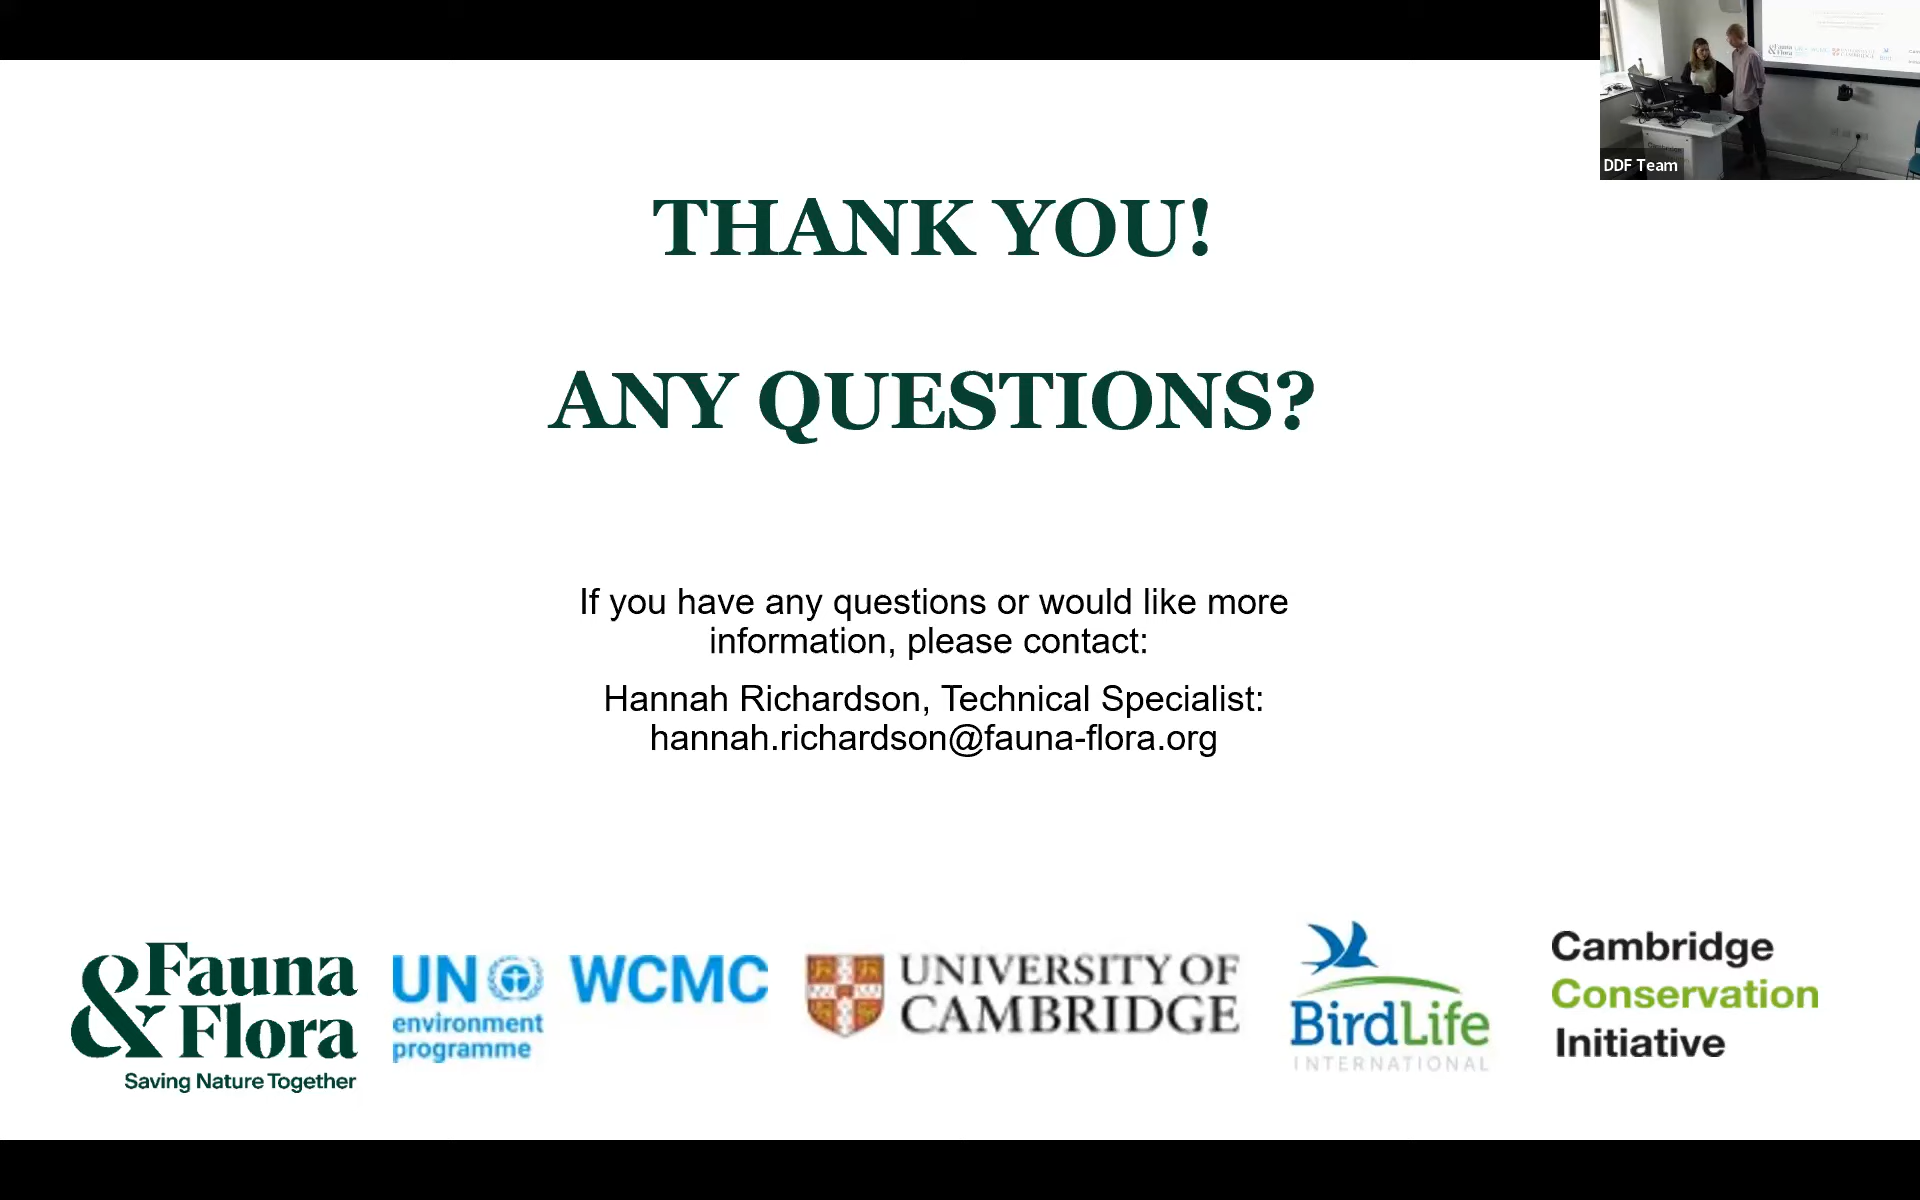 DDF Team
THANK YOU!
ANY QUESTIONS?
If you have any questions or would like more
information, please contact:
Hannah Richardson, Technical Specialist:
hannah.richardson@fauna-flora.org
Fauna
& Flora
Saving Nature Together
UN WCMC
environment
programme
UNIVERSITY OF
CAMBRIDGE
BirdLife
INTERNATIONAL
Cambridge
Conservation
Initiative